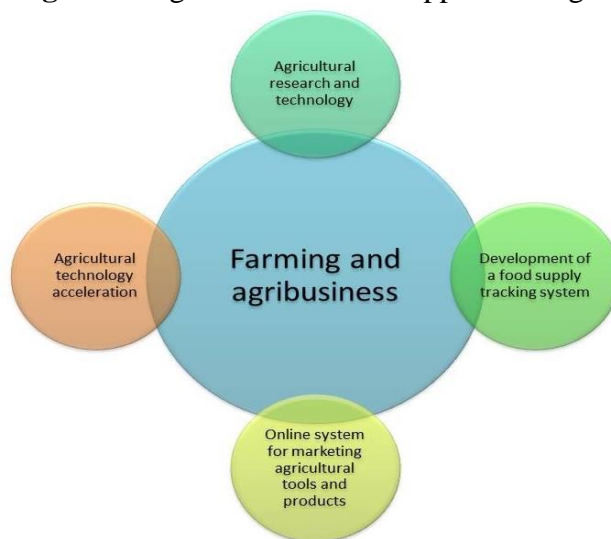 Agricultural
research and
technology
Agricultural
technology
acceleration
Farming and
agribusiness
Development of
a food supply
tracking system
Online system
for marketing
agricultural
tools and
products